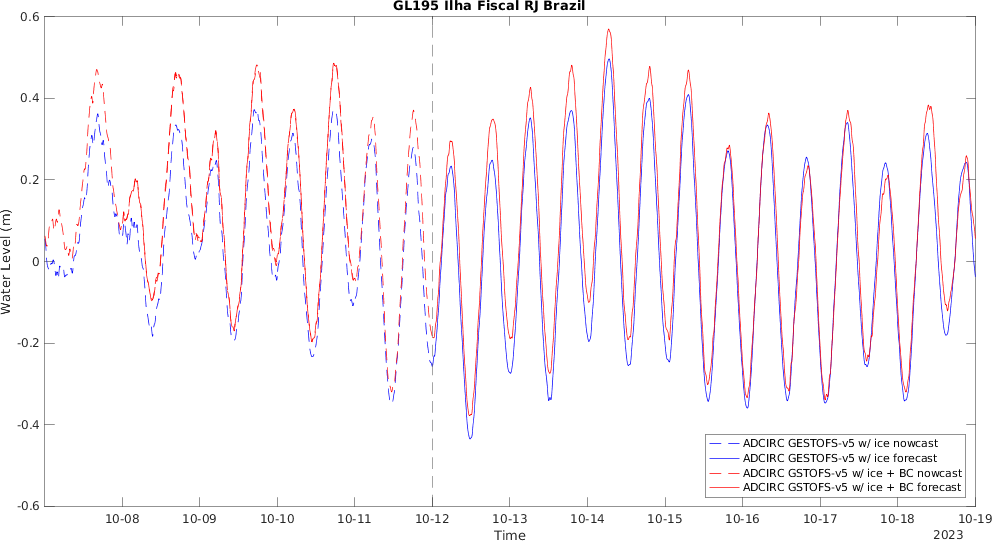 GL195 Ilha Fiscal RJ Brazil
Water Level (m)
0.6
0.4
0.2
0
-0.2
-0.4
-0.6
ADCIRC GESTOFS-v5 w/ ice nowcast
ADCIRC GESTOFS-v5 w/ ice forecast
ADCIRC GSTOFS-v5 w/ ice + BC nowcast
ADCIRC GSTOFS-v5 w/ ice + BC forecast
10-08 10-09 10-10 10-11 10-12 10-13 10-14 10-15 10-16 10-17 10-18 10-19
Time
2023